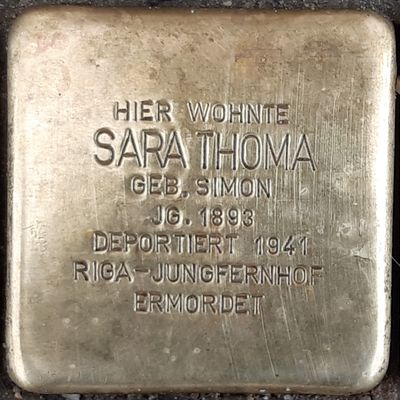 HIER WOHNTE
SARA THOMA
GEB. SIMON
JG. 1893
DEPORTIERT 1941
RIGA-JUNGFERNHOF
ERMORDET